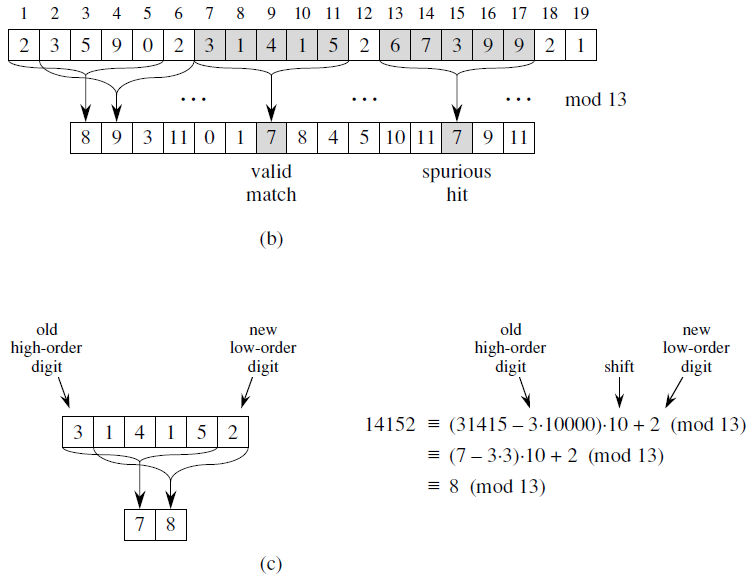 1 2 3 4 5 6 7 8 9 10 11 12 13 14 15 16 17 18 19
2 3 5 9 0 2 3 1 4 1 5 2 6 7 3 9 9 2 1
... ... ... mod 13
8 9 3 11 0 1 7 8 4 5 10 11 7 9 11
valid
match
spurious
hit
(b)
old
high-order
digit
new
low-order
digit
3 1 4 1 5 2
7 8
old
high-order
digit
shift
new
low-order
digit
14152 ≡ (31415 – 3·10000)·10 + 2 (mod 13)
≡ (7 – 3·3)·10 + 2 (mod 13)
≡ 8 (mod 13)
(c)